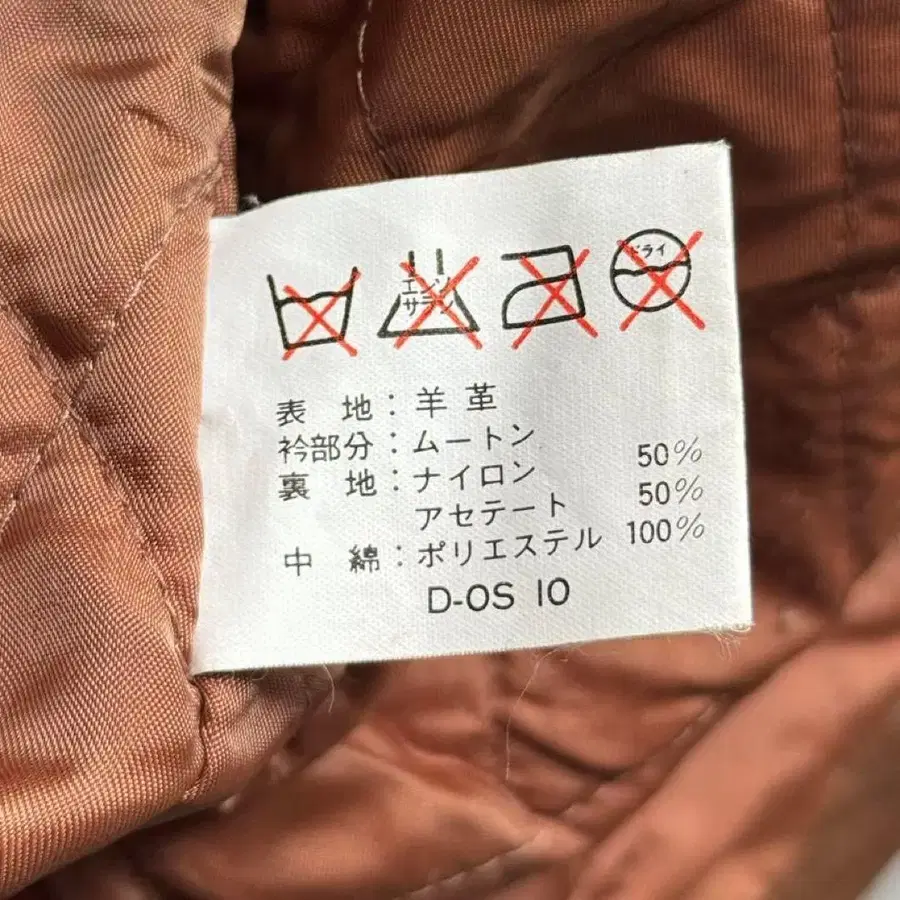 エンソ
サラシ
ドライ
表 地：羊革
衿部分：ムートン
裏 地：ナイロン 50%
アセテート 50%
中 綿：ポリエステル 100%
D-OS 10